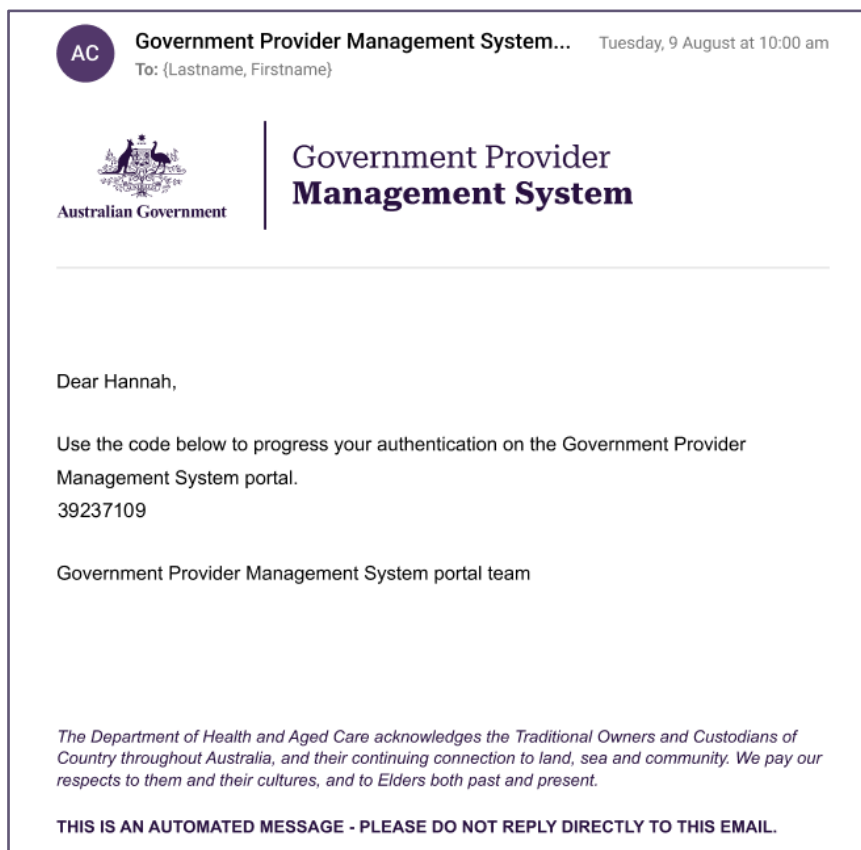 AC
Government Provider Management System... Tuesday, 9 August at 10:00 am
To: {Lastname, Firstname}
Australian Government
Government Provider
Management System
Dear Hannah,
Use the code below to progress your authentication on the Government Provider
Management System portal.
39237109
Government Provider Management System portal team
The Department of Health and Aged Care acknowledges the Traditional Owners and Custodians of
Country throughout Australia, and their continuing connection to land, sea and community. We pay our
respects to them and their cultures, and to Elders both past and present.
THIS IS AN AUTOMATED MESSAGE - PLEASE DO NOT REPLY DIRECTLY TO THIS EMAIL.